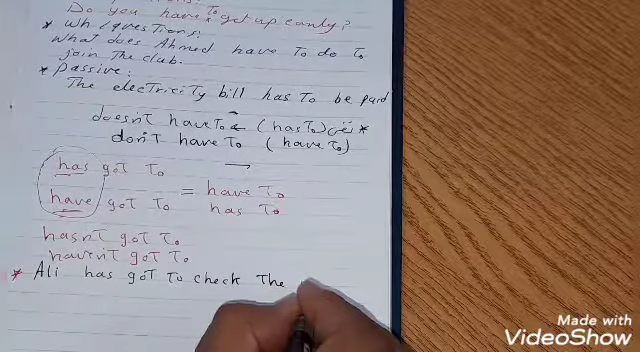 Do you have to get up early?
* Wh/questions:
What does Ahmed have To do To
join The club.
* Passive:
The electricity bill has To be paid
doesn't have To ← (has To) نفى *
don't have To (have To)
has got To
have got To = have To
has To
hasn't got To
haven't got To
* Ali has got To check The
Made with
VideoShow